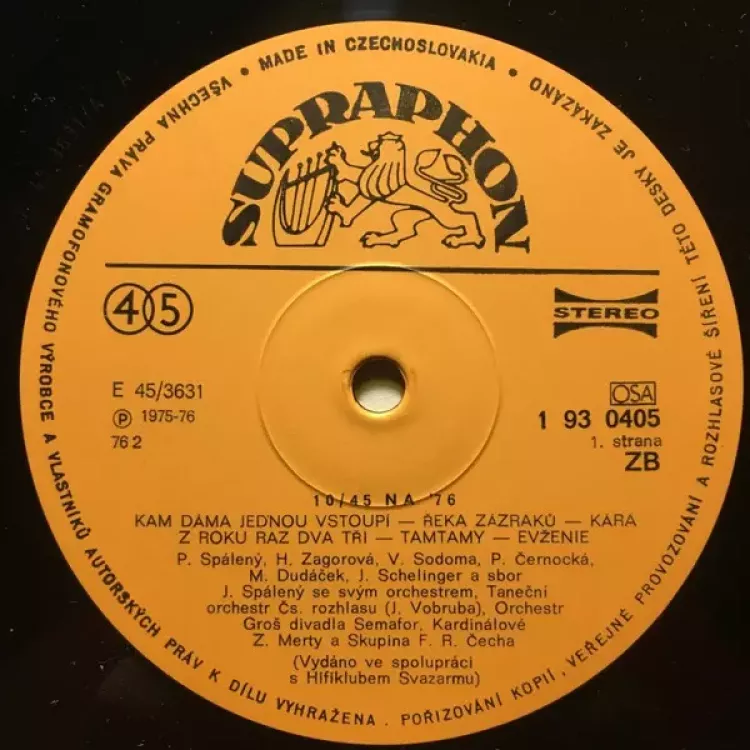 • VŠECHNA PRÁVA GRAMOFONOVÉHO VÝROBCE A VLASTNÍKŮ AUTORSKÝCH PRÁV K DÍLU VYHRAŽENA . POŘIZOVÁNÍ KOPIÍ , VEŘEJNÉ PROVOZOVÁNÍ A ROZHLASOVÉ ŠÍŘENÍ TÉTO DESKY JE ZAKÁZÁNO
• MADE IN CZECHOSLOVAKIA •
SUPRAPHON
45
STEREO
E 45/3631
Ⓟ 1975-76
76 2
OSA
1 93 0405
1. strana
ZB
10/45 NA '76
KAM DÁMA JEDNOU VSTOUPÍ — ŘEKA ZÁZRAKŮ — KÁRA
Z ROKU RAZ DVA TŘI — TAMTAMY — EVŽENIE
P. Spálený, H. Zagorová, V. Sodoma, P. Černocká,
M. Dudáček, J. Schelinger a sbor
J. Spálený se svým orchestrem, Taneční
orchestr Čs. rozhlasu (J. Vobruba), Orchestr
Groš divadla Semafor, Kardinálové
Z. Merty a Skupina F. R. Čecha
(Vydáno ve spolupráci
s Hifiklubem Svazarmu)